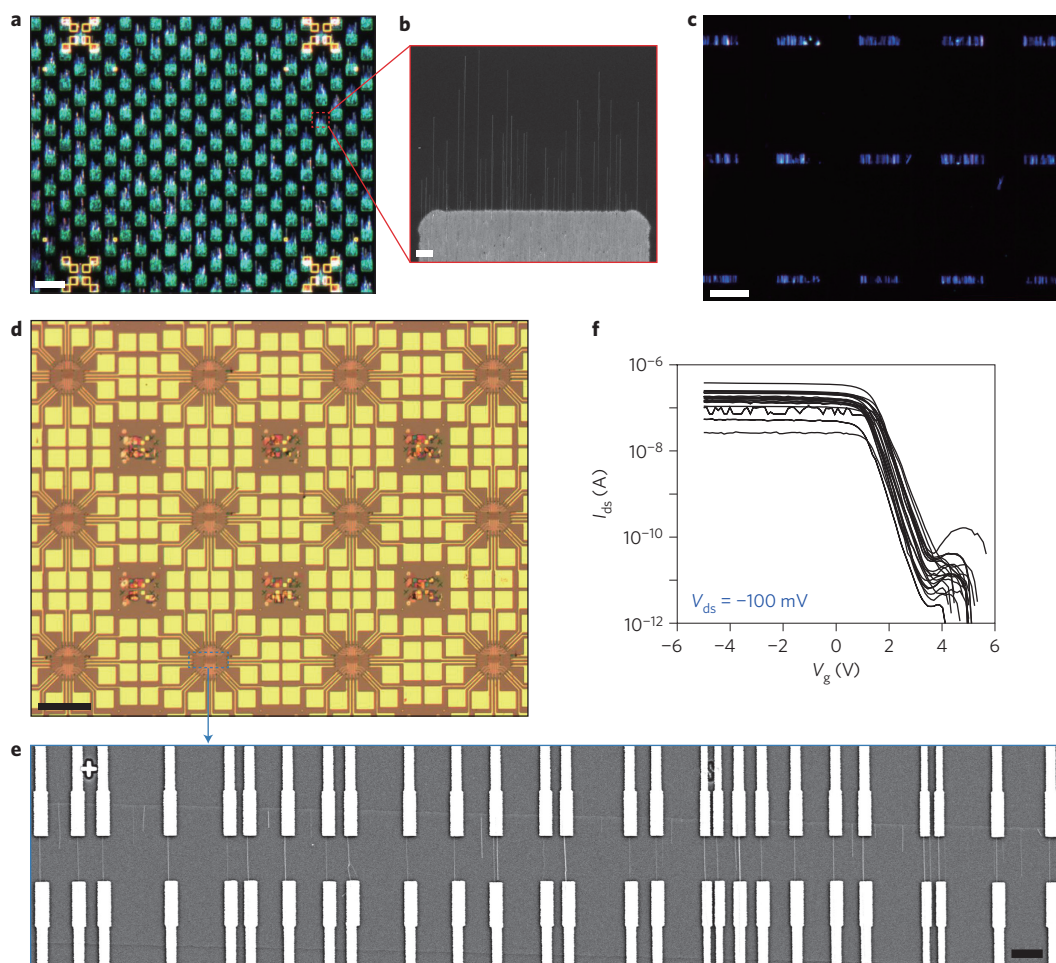 a
b
c
d
f
10⁻⁶
10⁻⁸
10⁻¹⁰
10⁻¹²
I_ds (A)
V_ds = −100 mV
−6
−4
−2
0
2
4
6
V_g (V)
e